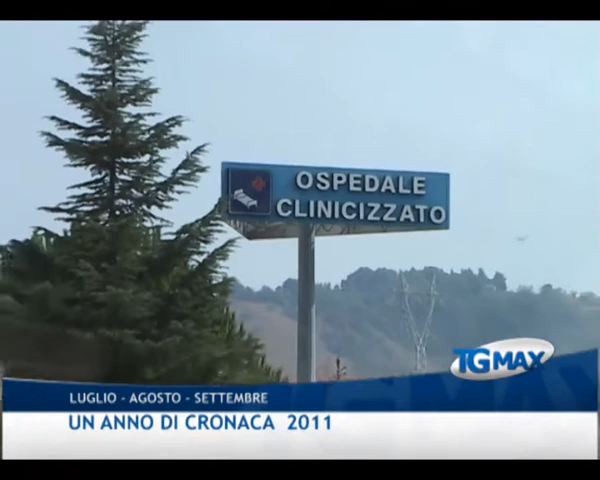 OSPEDALE
CLINICIZZATO
TGMAX
LUGLIO - AGOSTO - SETTEMBRE
UN ANNO DI CRONACA 2011